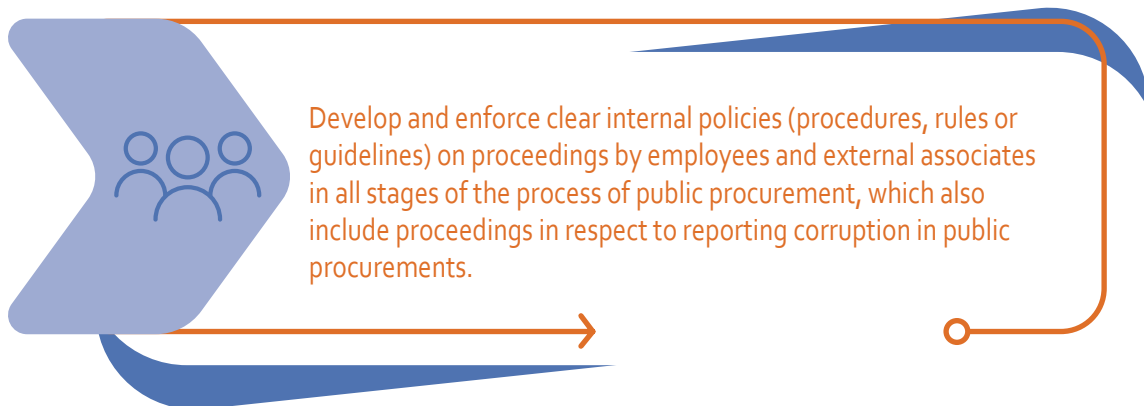 Develop and enforce clear internal policies (procedures, rules or
guidelines) on proceedings by employees and external associates
in all stages of the process of public procurement, which also
include proceedings in respect to reporting corruption in public
procurements.